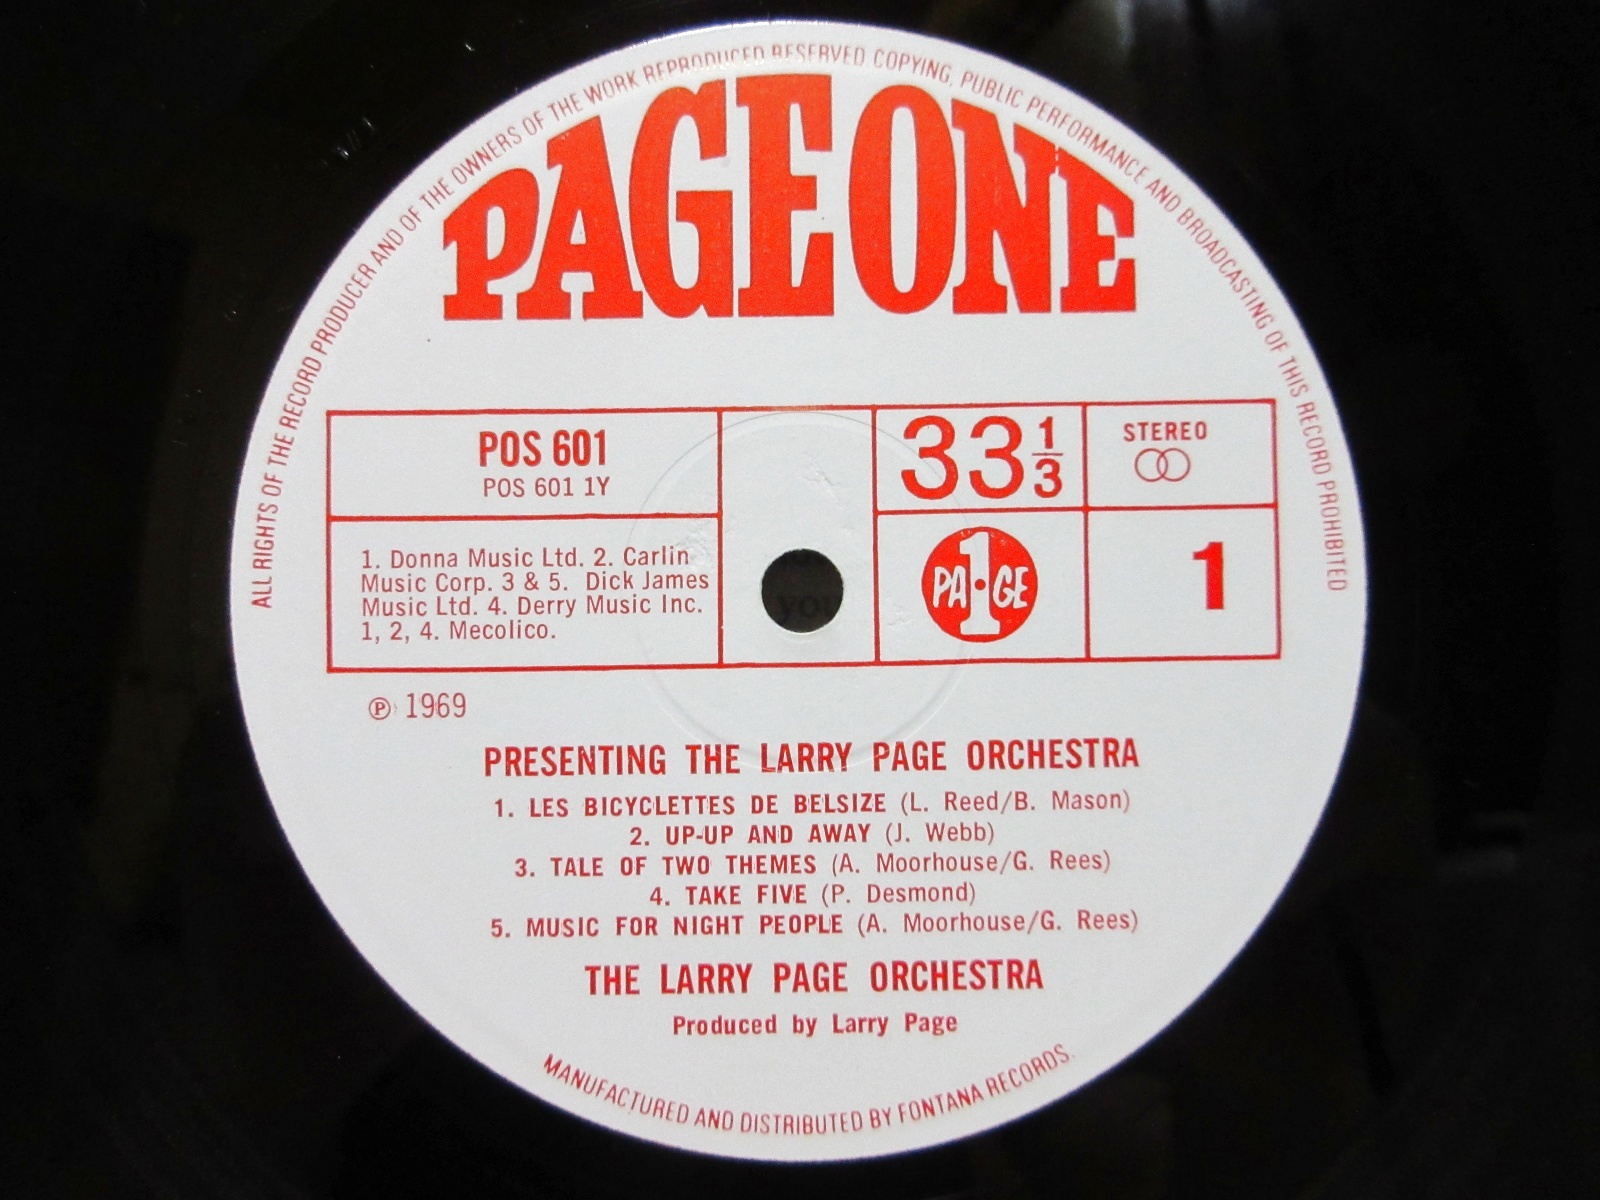 ALL RIGHTS OF THE RECORD PRODUCER AND OF THE OWNERS OF THE WORK REPRODUCED RESERVED COPYING, PUBLIC PERFORMANCE AND BROADCASTING OF THIS RECORD PROHIBITED
PAGE ONE
POS 601
POS 601 1Y
33 1/3
STEREO
1. Donna Music Ltd. 2. Carlin
Music Corp. 3 & 5. Dick James
Music Ltd. 4. Derry Music Inc.
1, 2, 4. Mecolico.
PA·GE
1
1
℗ 1969
PRESENTING THE LARRY PAGE ORCHESTRA
1. LES BICYCLETTES DE BELSIZE (L. Reed/B. Mason)
2. UP-UP AND AWAY (J. Webb)
3. TALE OF TWO THEMES (A. Moorhouse/G. Rees)
4. TAKE FIVE (P. Desmond)
5. MUSIC FOR NIGHT PEOPLE (A. Moorhouse/G. Rees)
THE LARRY PAGE ORCHESTRA
Produced by Larry Page
MANUFACTURED AND DISTRIBUTED BY FONTANA RECORDS.